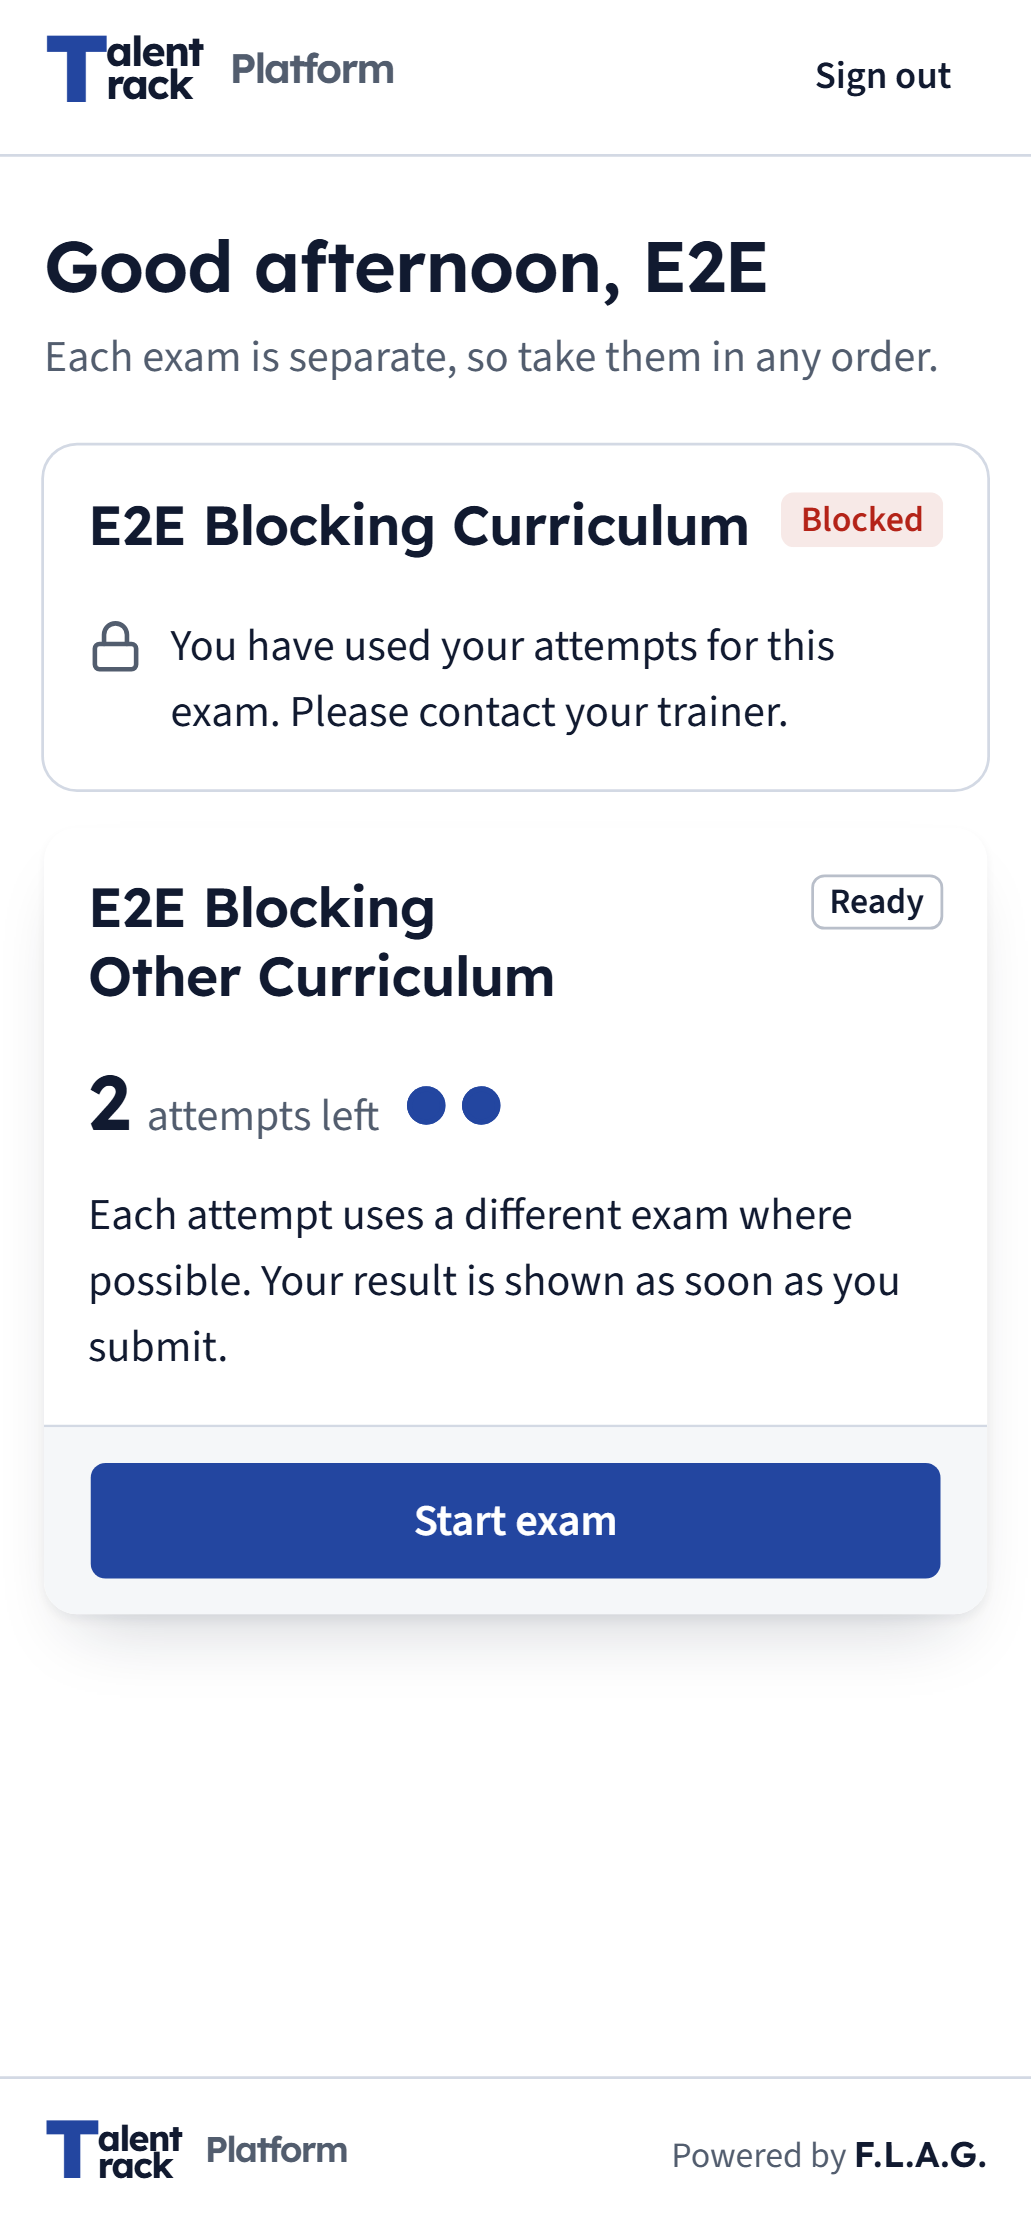 Talent
Track
Platform
Sign out
Good afternoon, E2E
Each exam is separate, so take them in any order.
E2E Blocking Curriculum
Blocked
You have used your attempts for this
exam. Please contact your trainer.
E2E Blocking
Other Curriculum
Ready
2 attempts left
Each attempt uses a different exam where
possible. Your result is shown as soon as you
submit.
Start exam
Talent
Track
Platform
Powered by F.L.A.G.